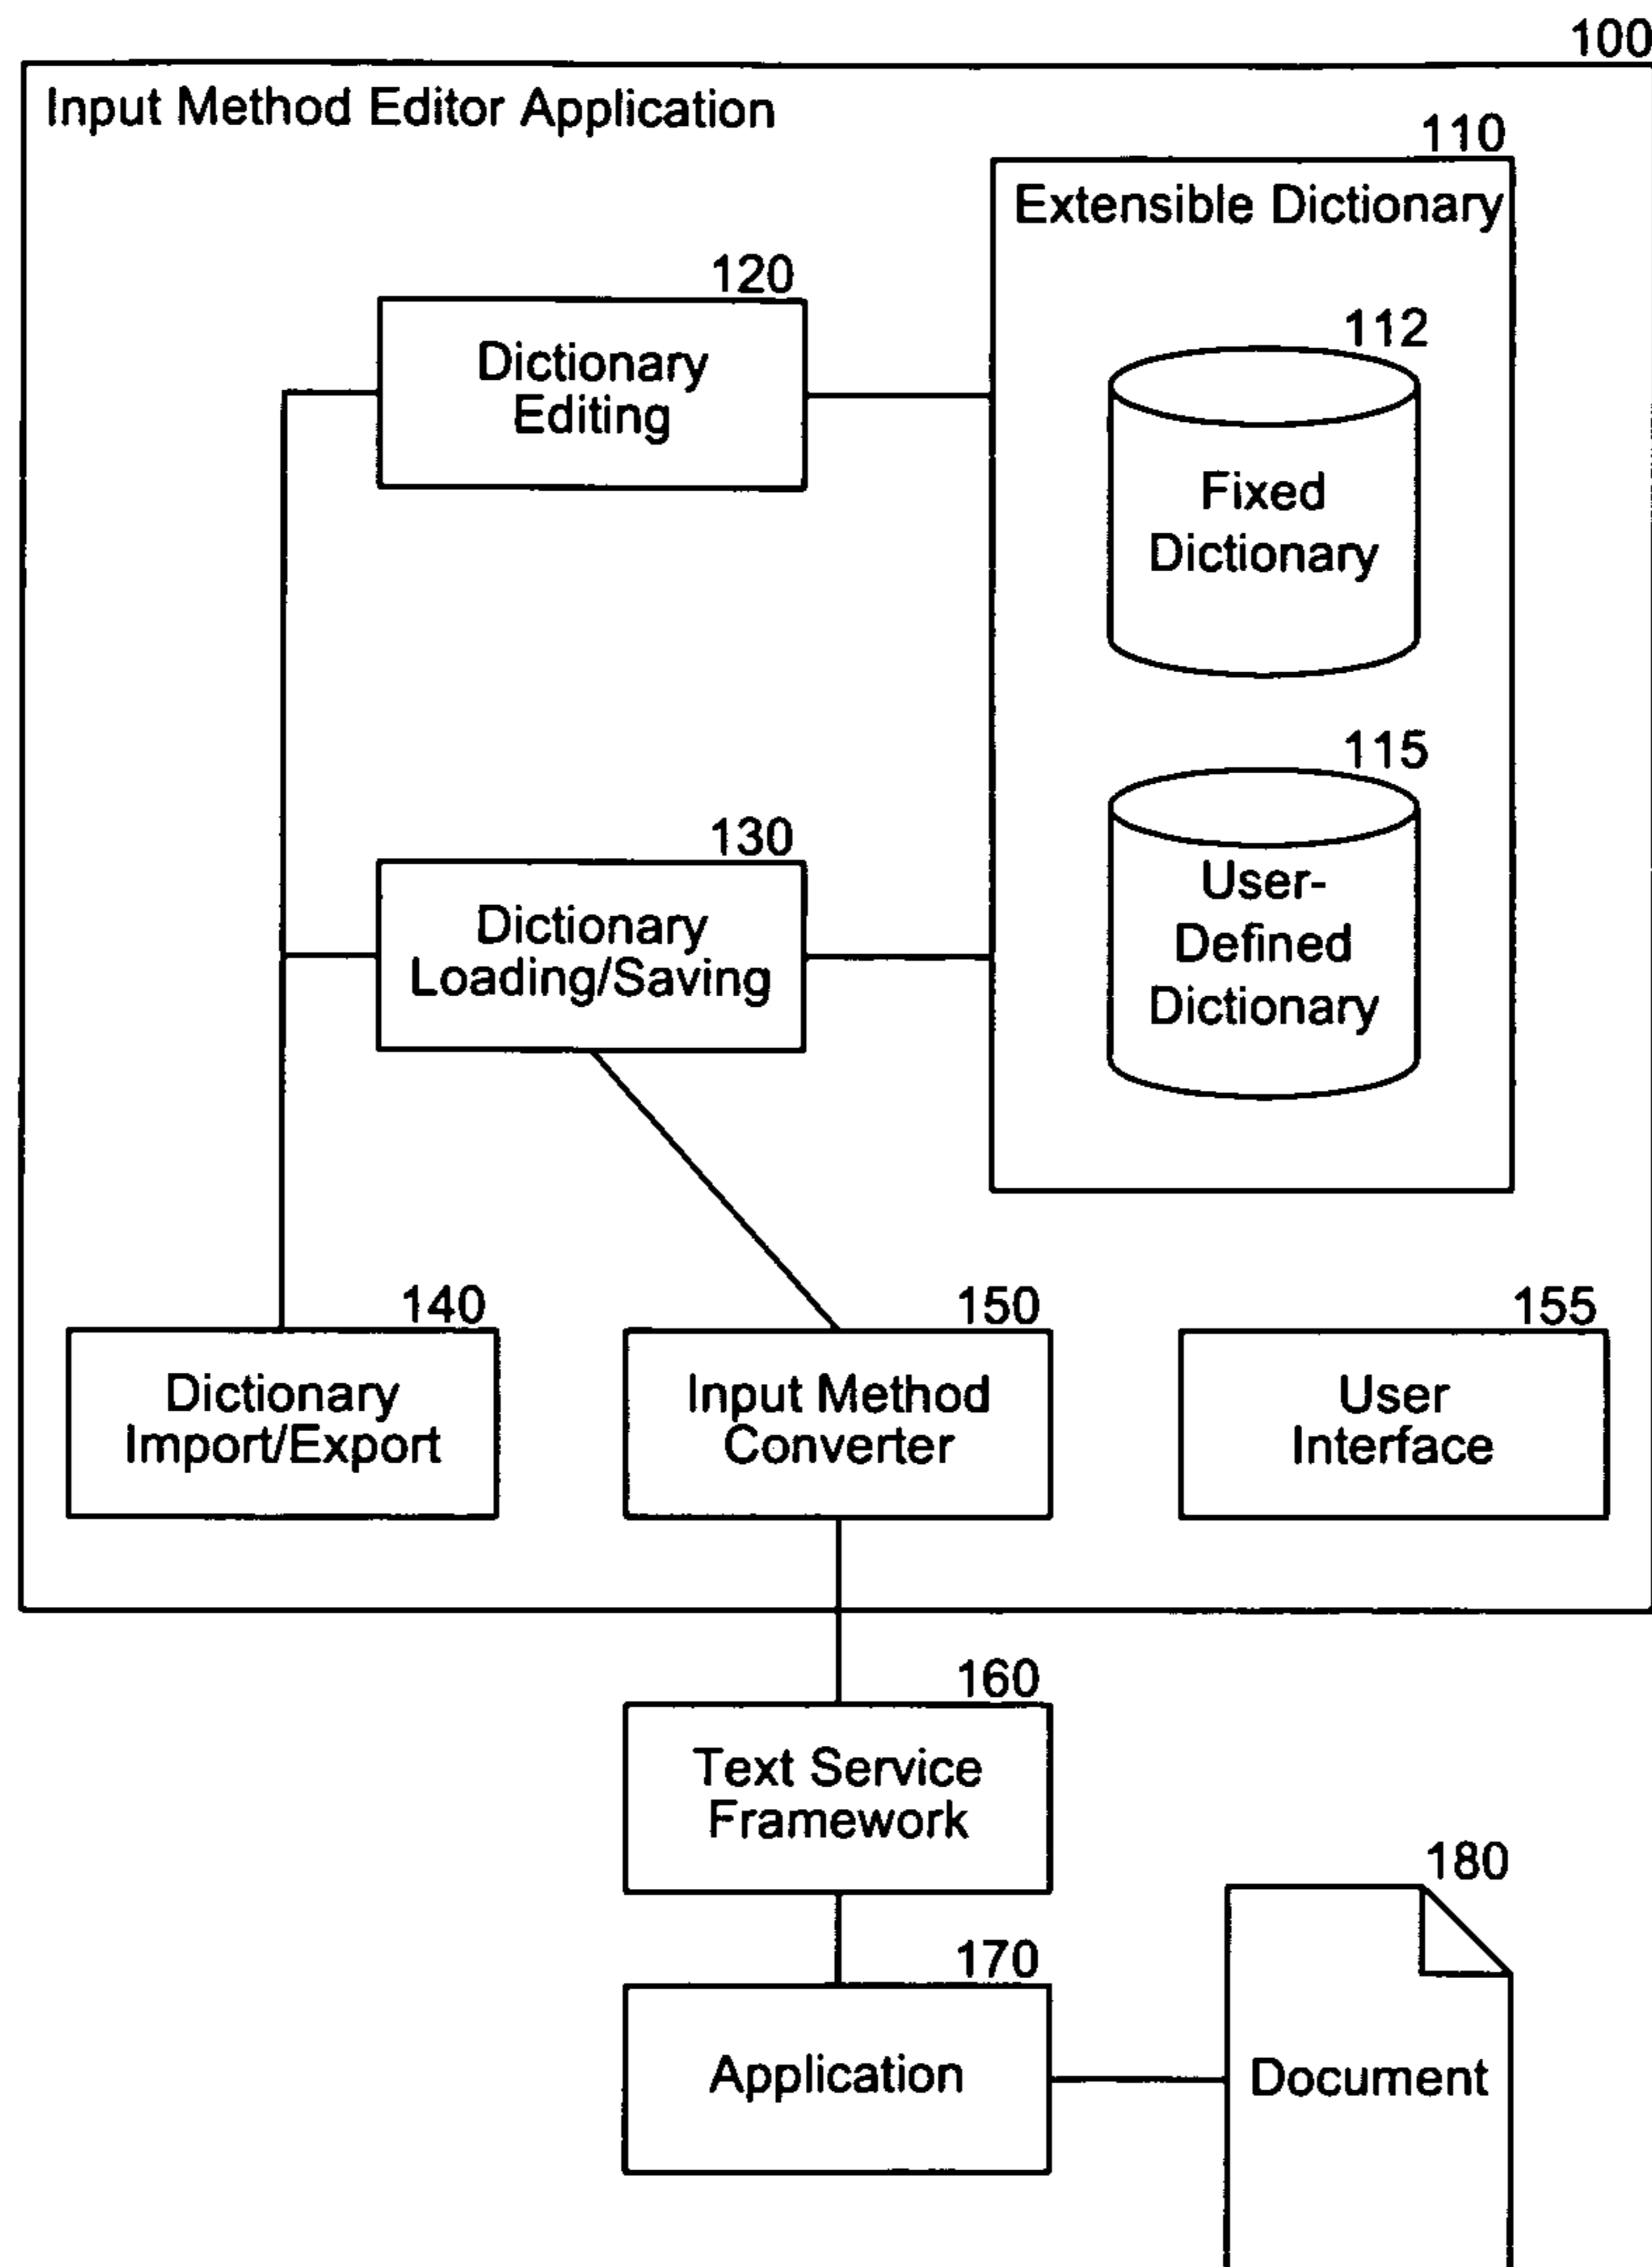 100
Input Method Editor Application
110
Extensible Dictionary
120
Dictionary
Editing
112
Fixed
Dictionary
115
User-
Defined
Dictionary
130
Dictionary
Loading/Saving
140
Dictionary
Import/Export
150
Input Method
Converter
155
User
Interface
160
Text Service
Framework
170
Application
180
Document